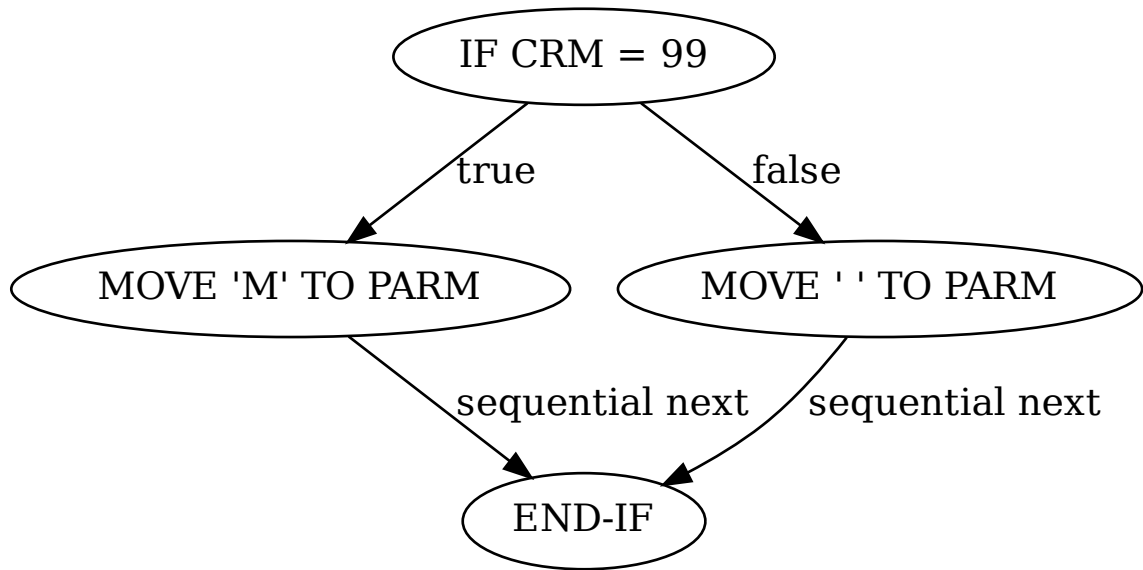 IF CRM = 99
true
false
MOVE 'M' TO PARM
MOVE ' ' TO PARM
sequential next
sequential next
END-IF